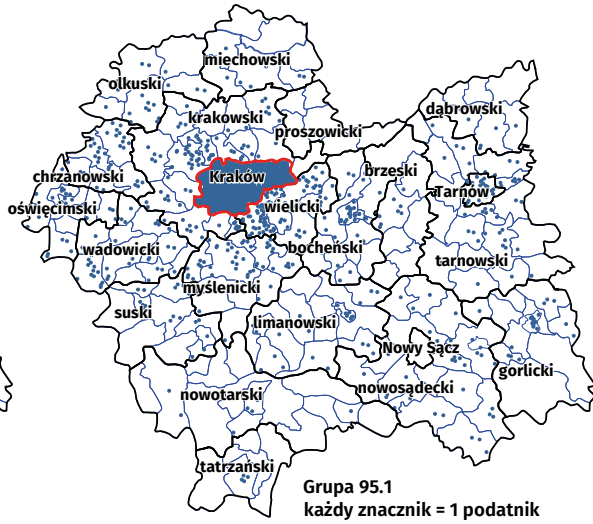 miechowski
olkuski
krakowski
dąbrowski
proszowicki
chrzanowski
Kraków
brzeski
Tarnów
oświęcimski
wielicki
wadowicki
bocheński
tarnowski
myślenicki
suski
limanowski
Nowy Sącz
gorlicki
nowotarski
nowosądecki
tatrzański
Grupa 95.1
każdy znacznik = 1 podatnik